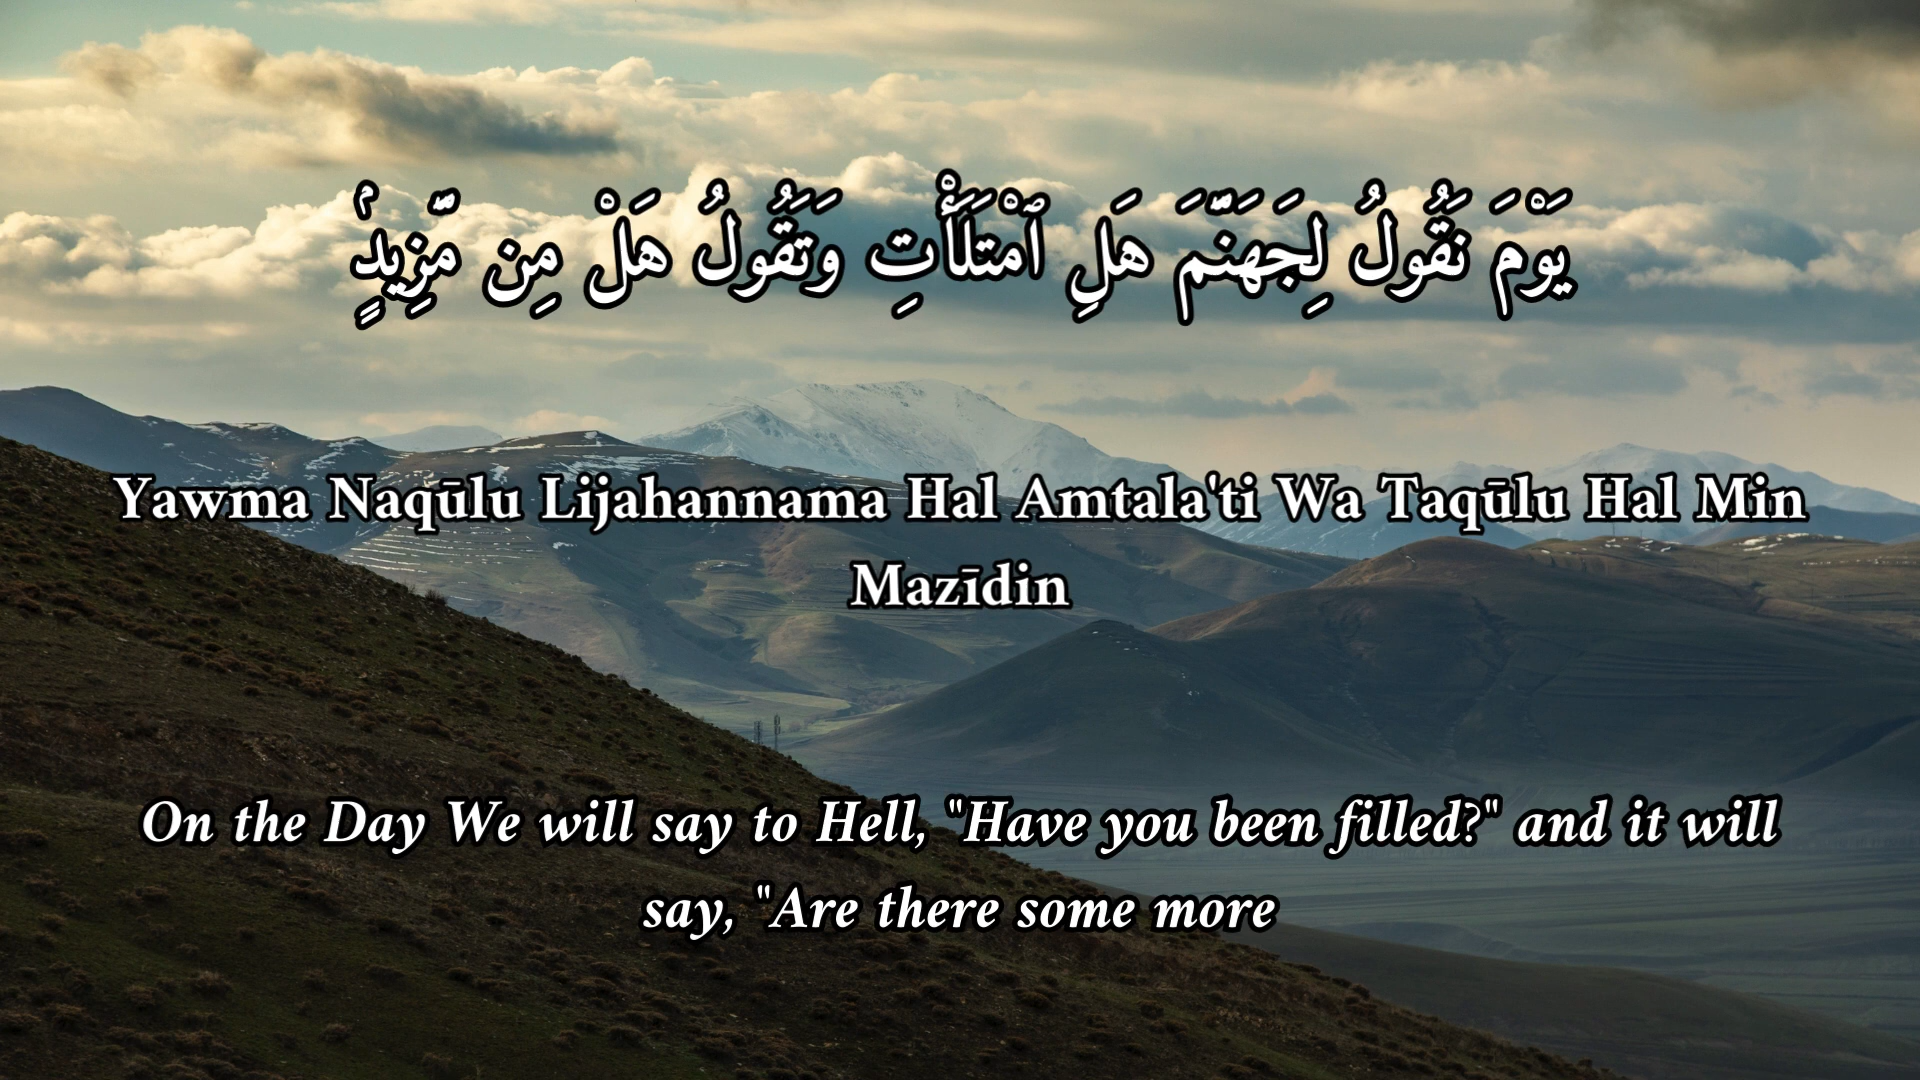 يَوْمَ نَقُولُ لِجَهَنَّمَ هَلِ ٱمْتَلَأْتِ وَتَقُولُ هَلْ مِن مَّزِيدٍۢ
Yawma Naqūlu Lijahannama Hal Amtala'ti Wa Taqūlu Hal Min
Mazīdin
On the Day We will say to Hell, "Have you been filled?" and it will
say, "Are there some more